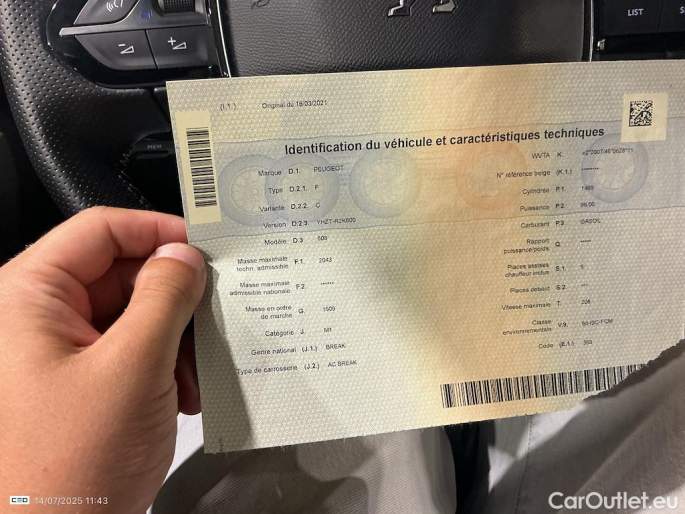 LIST
MEDIA
(I.1.) Original du 18/03/2021
Identification du véhicule et caractéristiques techniques
Marque D.1. PEUGEOT
Type D.2.1. F
Variante D.2.2. C
Version D.2.3. YHZT-R2K600
Modèle D.3 508
Masse maximale techn. admissible F.1. 2043
Masse maximale admissible nationale F.2. ------
Masse en ordre de marche G. 1500
Catégorie J. M1
Genre national (J.1.) BREAK
Type de carrosserie (J.2.) AC BREAK
WVTA K.
N° référence belge (K.1.) --------
Cylindrée P.1. 1499
Puissance P.2. 96.00
Carburant P.3. GASOIL
Rapport puissance/poids Q. ----
Places assises chauffeur inclus S.1. 5
Places debout S.2. ---
Vitesse maximale T. 208
Classe environnementale V.9.
Code (E.1.)
14/07/2025 11:43
CarOutlet.eu